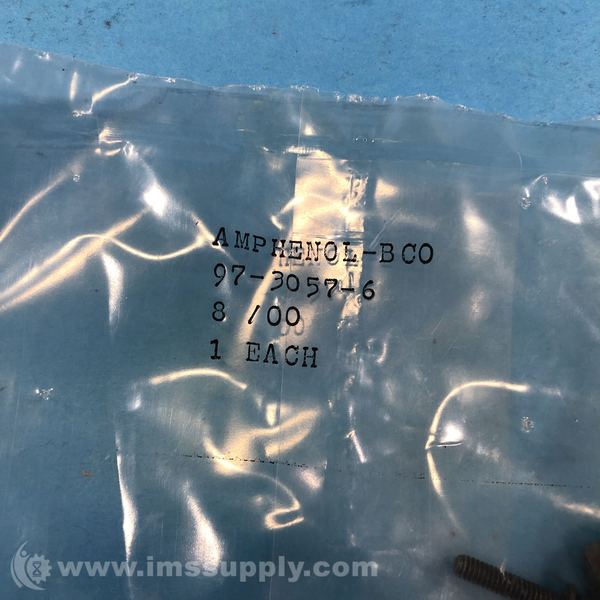 AMPHENOL-BCO
97-3057-6
8 /00
1 EACH
www.imssupply.com